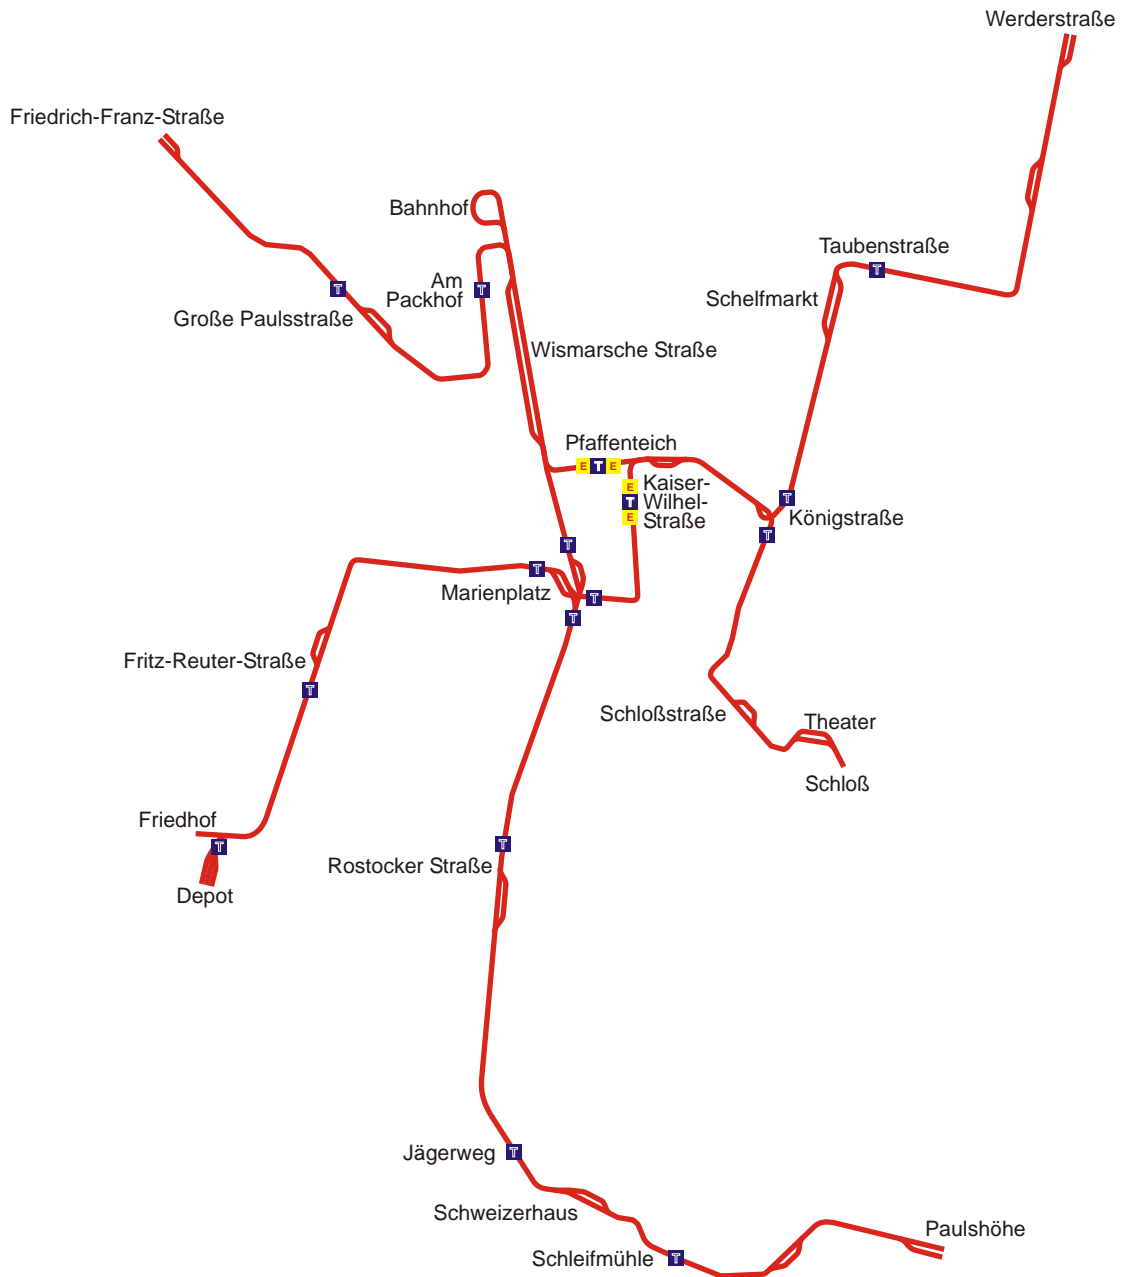 Werderstraße
Friedrich-Franz-Straße
Bahnhof
Taubenstraße
Am
Packhof
Schelfmarkt
T
T
T
Große Paulsstraße
Wismarsche Straße
Pfaffenteich
E T E
E
T
E
Kaiser-
Wilhel-
Straße
T
Königstraße
T
T
T
Marienplatz
T
T
Fritz-Reuter-Straße
T
Schloßstraße
Theater
Schloß
Friedhof
T
Depot
T
Rostocker Straße
Jägerweg
T
Schweizerhaus
Paulshöhe
Schleifmühle
T